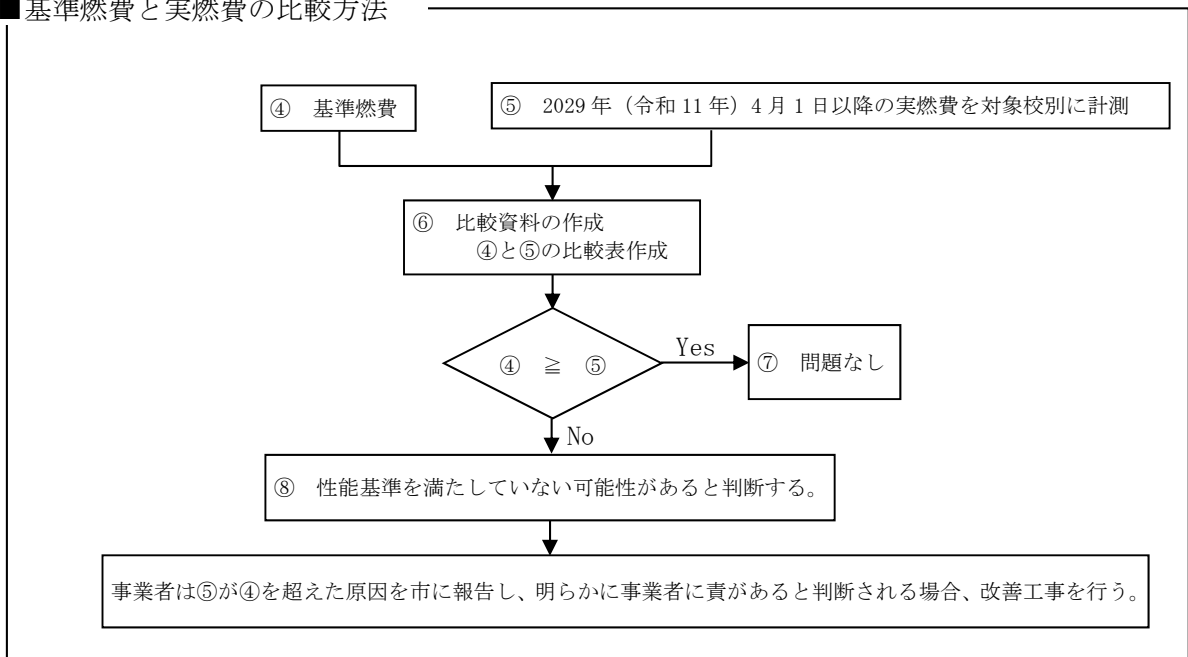 ■基準燃費と実燃費の比較方法
④ 基準燃費
⑤ 2029年（令和11年）4月1日以降の実燃費を対象校別に計測
⑥ 比較資料の作成
④と⑤の比較表作成
④ ≧ ⑤
Yes
⑦ 問題なし
No
⑧ 性能基準を満たしていない可能性があると判断する。
事業者は⑤が④を超えた原因を市に報告し、明らかに事業者に責があると判断される場合、改善工事を行う。